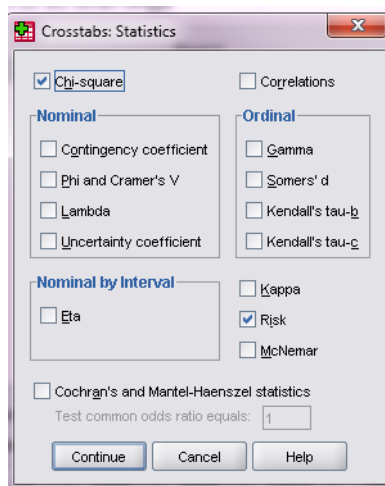 Crosstabs: Statistics
Chi-square
Correlations
Nominal
Contingency coefficient
Phi and Cramer's V
Lambda
Uncertainty coefficient
Ordinal
Gamma
Somers' d
Kendall's tau-b
Kendall's tau-c
Nominal by Interval
Eta
Kappa
Risk
McNemar
Cochran's and Mantel-Haenszel statistics
Test common odds ratio equals: 1
Continue Cancel Help